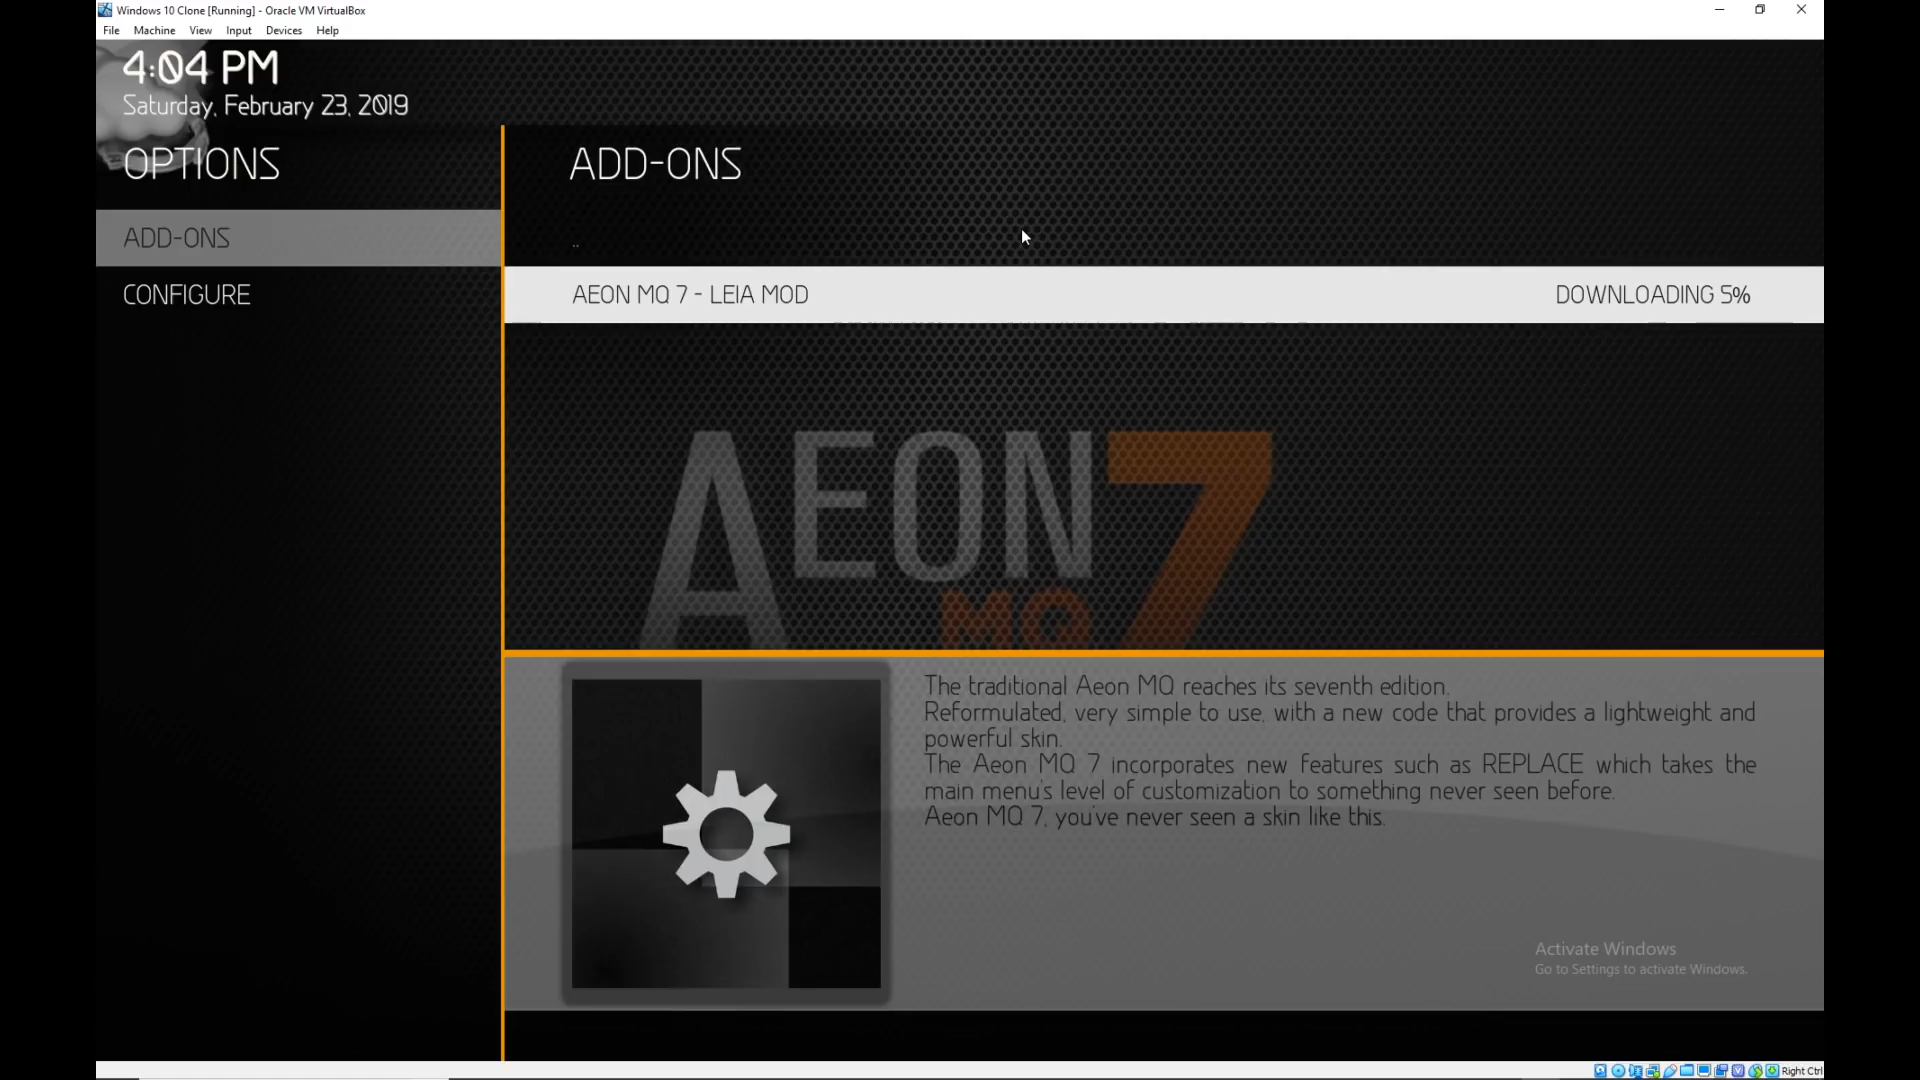 Windows 10 Clone [Running] - Oracle VM VirtualBox
File Machine View Input Devices Help
4:04 PM
Saturday, February 23, 2019
OPTIONS
ADD-ONS
CONFIGURE
ADD-ONS
..
AEON MQ 7 - LEIA MOD
DOWNLOADING 5%
AEON7
MQ
The traditional Aeon MQ reaches its seventh edition.
Reformulated, very simple to use, with a new code that provides a lightweight and
powerful skin.
The Aeon MQ 7 incorporates new features such as REPLACE which takes the
main menu's level of customization to something never seen before.
Aeon MQ 7, you've never seen a skin like this.
Activate Windows
Go to Settings to activate Windows.
Right Ctrl